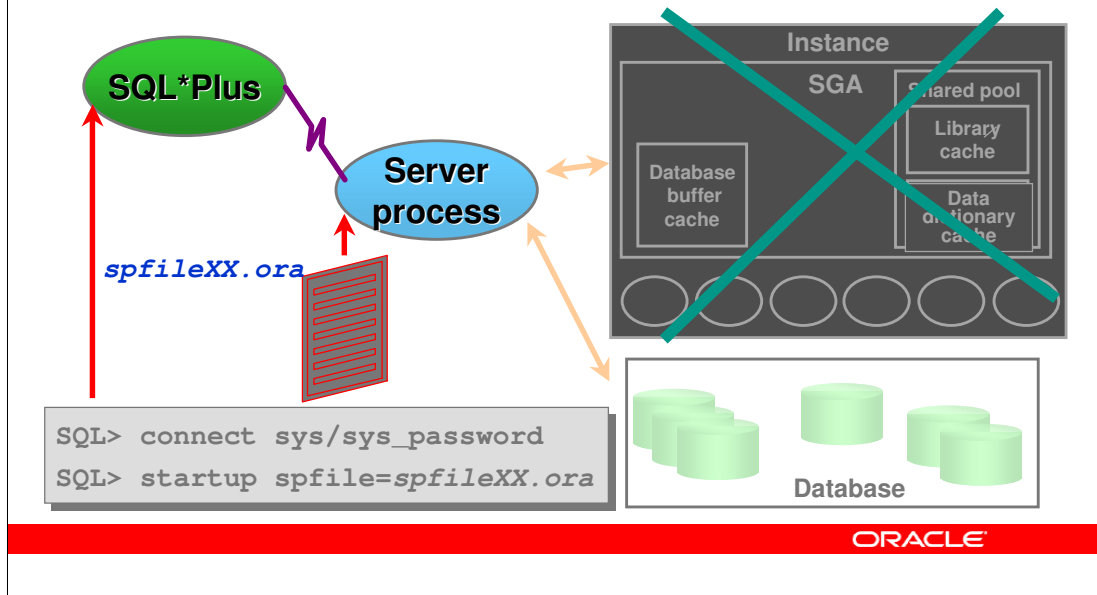 SQL*Plus
Server
process
spfileXX.ora
Instance
SGA
Shared pool
Library
cache
Database
buffer
cache
Data
dictionary
cache
SQL> connect sys/sys_password
SQL> startup spfile=spfileXX.ora
Database
ORACLE